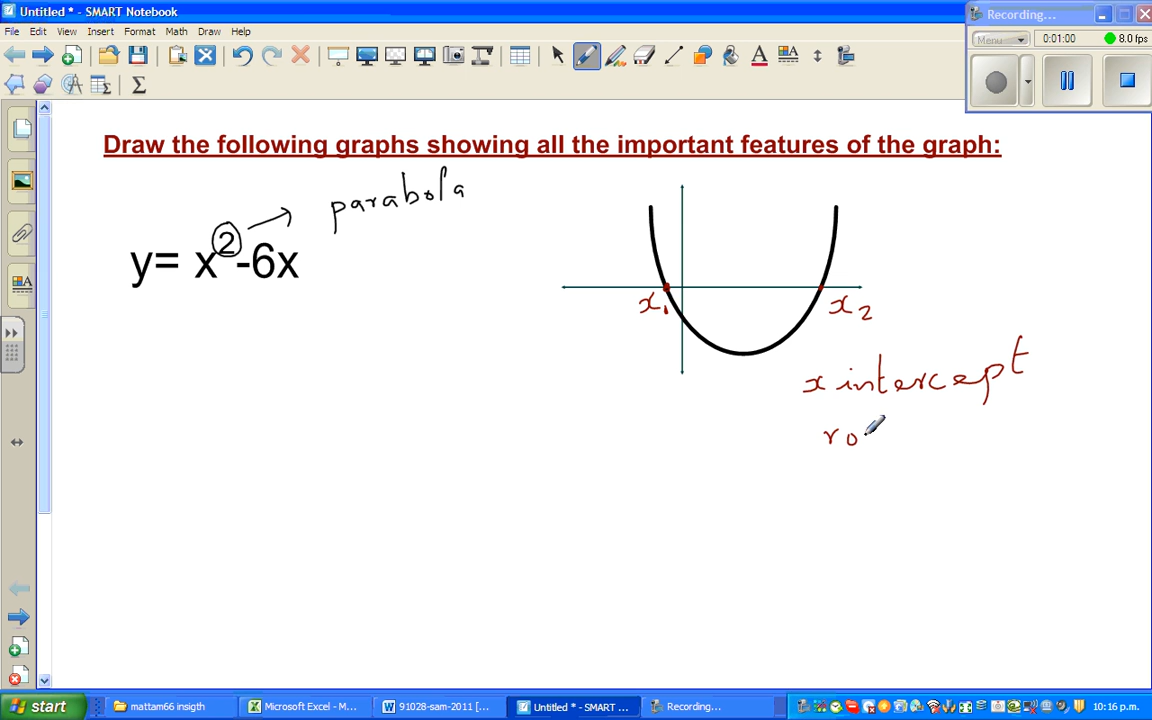 Untitled * - SMART Notebook
File Edit View Insert Format Math Draw Help
Recording...
Menu
0:01:00
8.0 fps
Draw the following graphs showing all the important features of the graph:
parabola
y= x²-6x
x₁
x₂
x intercept
ro
start
mattam66 insigth
Microsoft Excel - M...
91028-sam-2011 [...
Untitled * - SMART ...
Recording...
10:16 p.m.